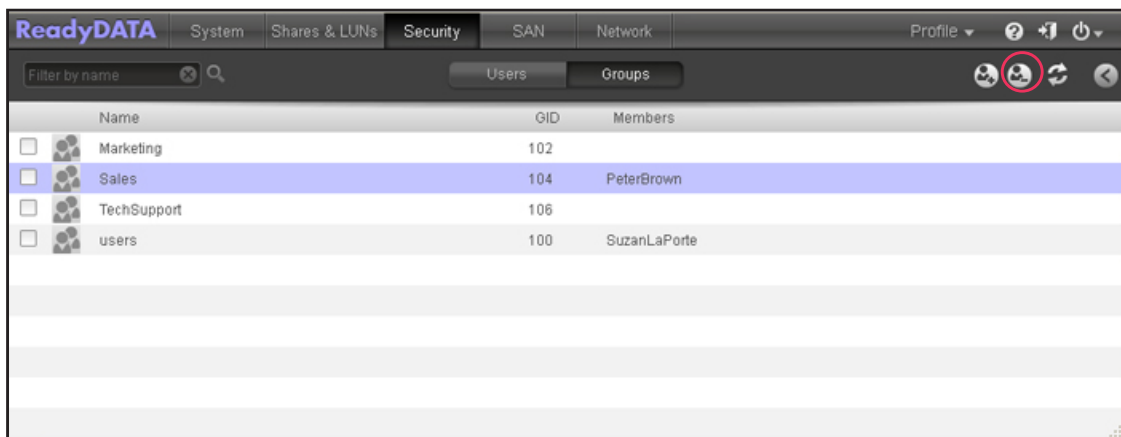 ReadyDATA System Shares & LUNs Security SAN Network Profile
Filter by name Users Groups
Name GID Members
Marketing 102
Sales 104 PeterBrown
TechSupport 106
users 100 SuzanLaPorte